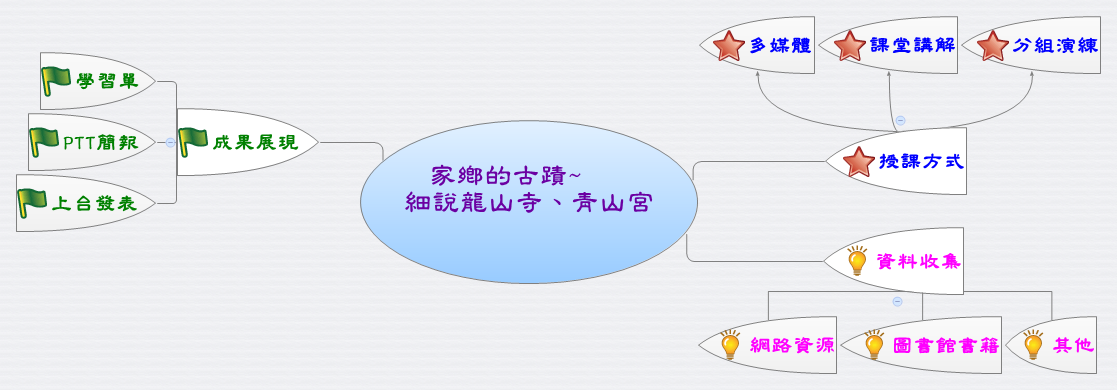 家鄉的古蹟~
細說龍山寺、青山宮
成果展現
學習單
PTT簡報
上台發表
授課方式
多媒體
課堂講解
分組演練
資料收集
網路資源
圖書館書籍
其他